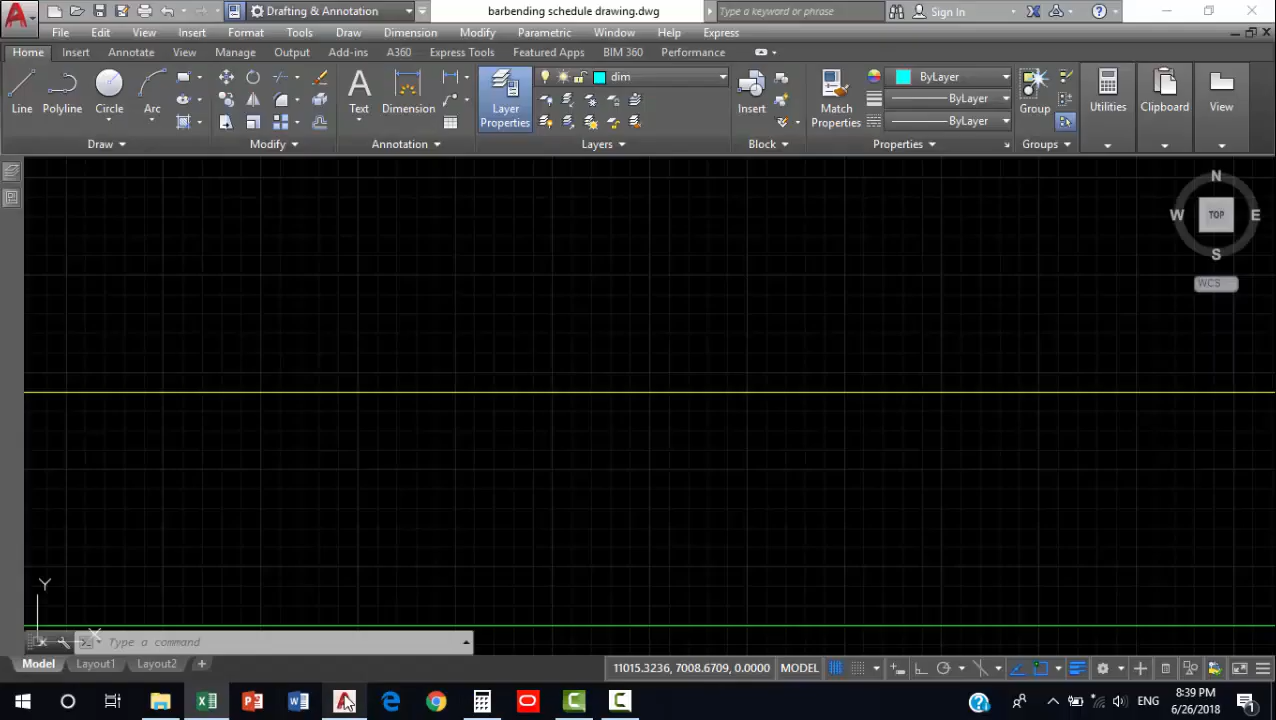 Drafting & Annotation
barbending schedule drawing.dwg
Type a keyword or phrase
Sign In
File Edit View Insert Format Tools Draw Dimension Modify Parametric Window Help Express
Home Insert Annotate View Manage Output Add-ins A360 Express Tools Featured Apps BIM 360 Performance
Line Polyline Circle Arc
Text Dimension
Layer Properties
dim
Insert
Match Properties
ByLayer
ByLayer
ByLayer
Group
Utilities
Clipboard
View
Draw Modify Annotation Layers Block Properties Groups
N
W TOP E
S
WCS
Y
X
Type a command
Model Layout1 Layout2 +
11015.3236, 7008.6709, 0.0000 MODEL
ENG
8:39 PM
6/26/2018